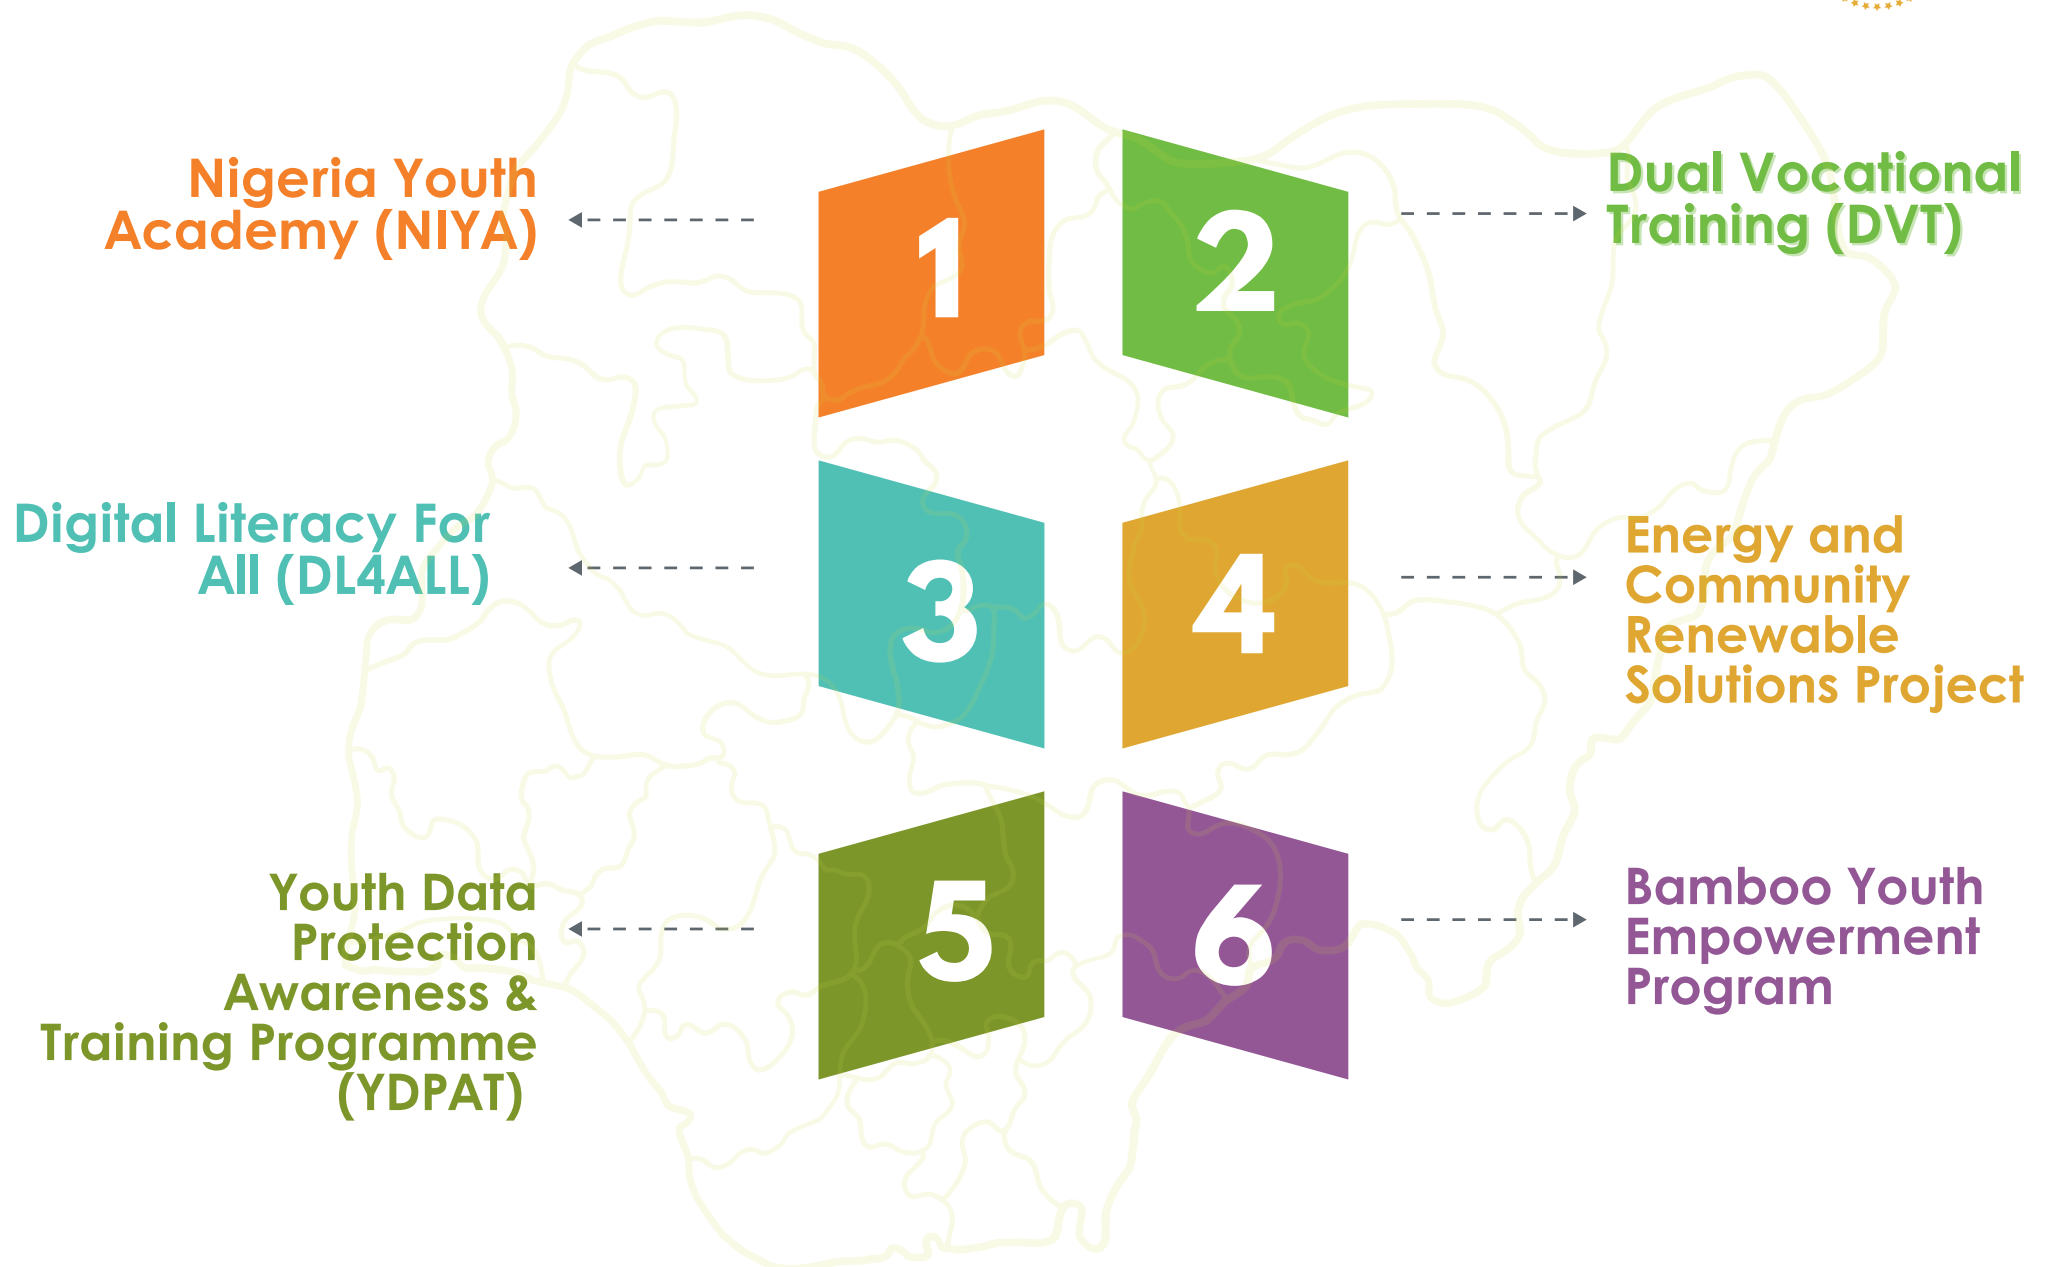 Nigeria Youth
Academy (NIYA)
1
2
Dual Vocational
Training (DVT)
Digital Literacy For
All (DL4ALL)
3
4
Energy and
Community
Renewable
Solutions Project
Youth Data
Protection
Awareness &
Training Programme
(YDPAT)
5
6
Bamboo Youth
Empowerment
Program